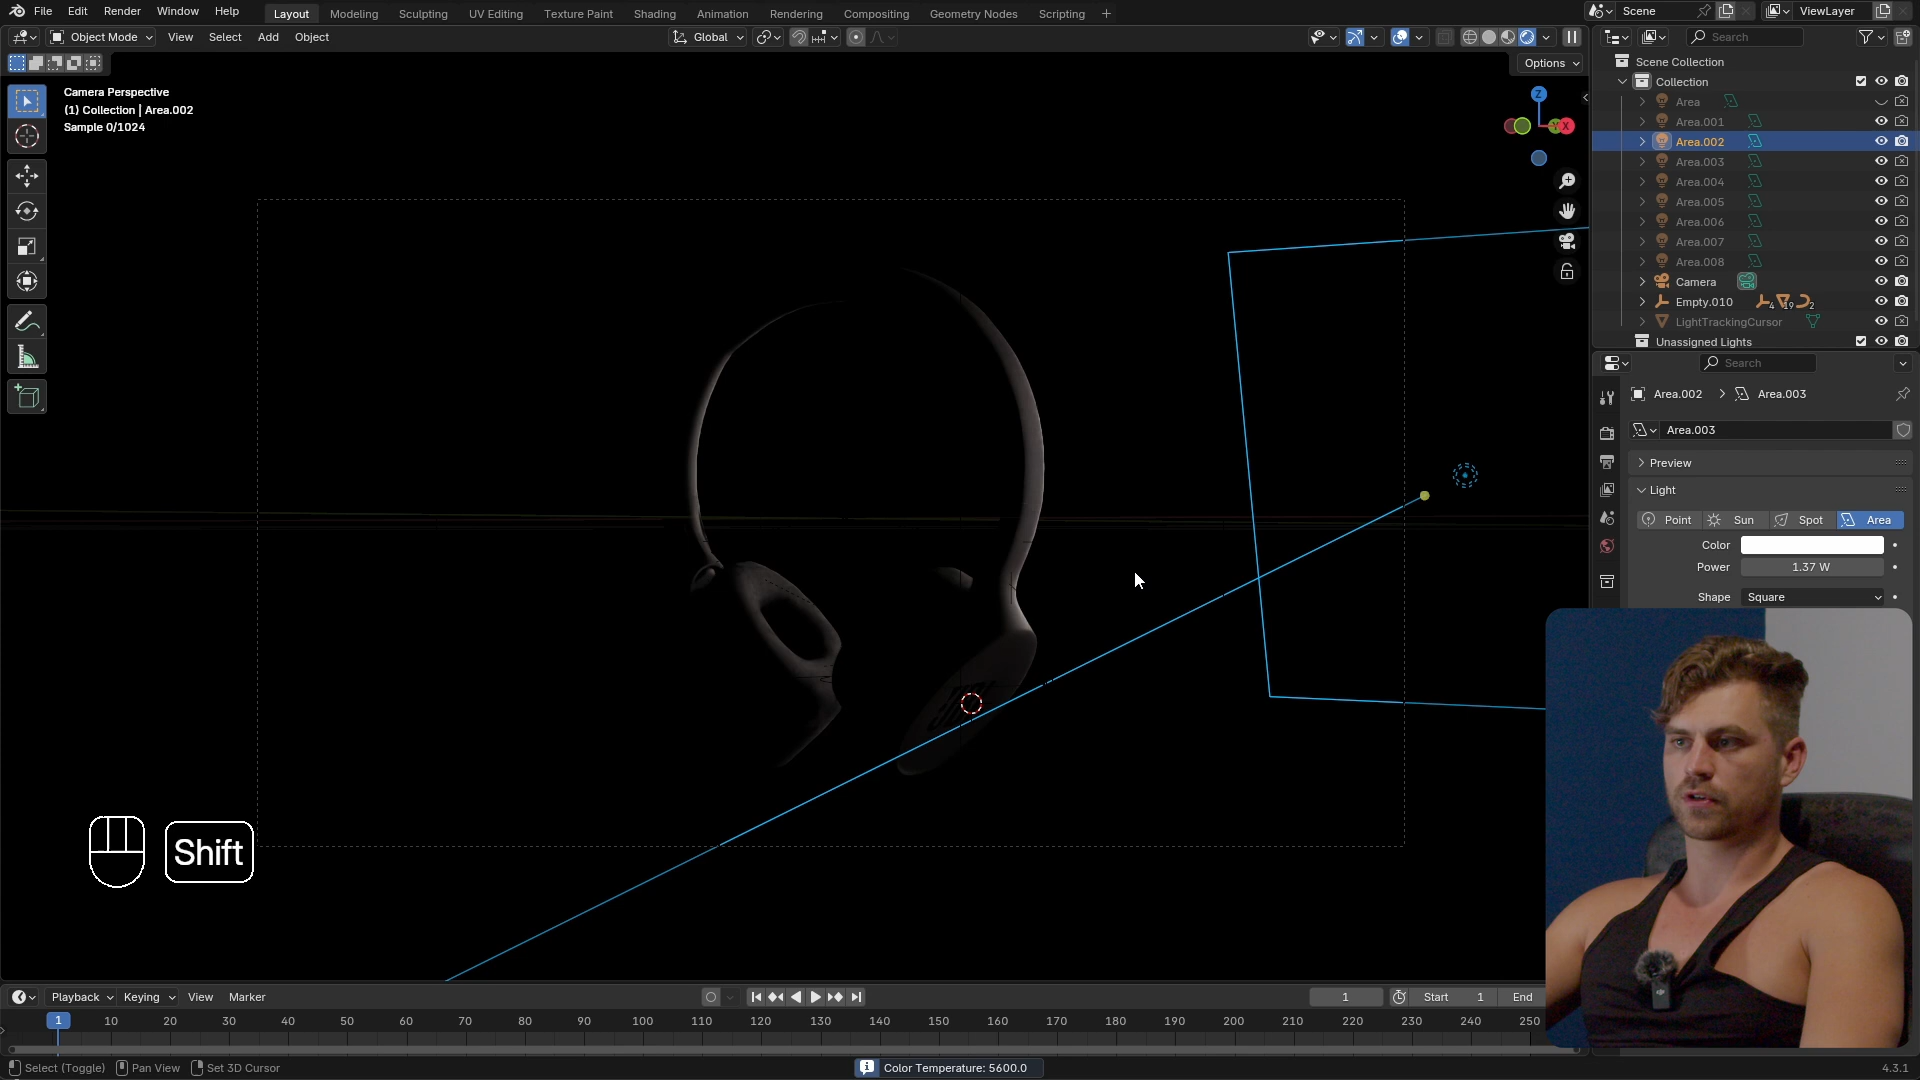 File Edit Render Window Help
Layout Modeling Sculpting UV Editing Texture Paint Shading Animation Rendering Compositing Geometry Nodes Scripting +
Scene
ViewLayer
Object Mode View Select Add Object
Global
Search
Options
Scene Collection
Collection
Area
Area.001
Area.002
Area.003
Area.004
Area.005
Area.006
Area.007
Area.008
Camera
Empty.010 4 19 2
LightTrackingCursor
Unassigned Lights
Camera Perspective
(1) Collection | Area.002
Sample 0/1024
Z
Y
X
Search
Area.002 > Area.003
Area.003
Preview
Light
Point Sun Spot Area
Color
Power 1.37 W
Shape Square
Shift
Playback Keying View Marker
1
Start 1 End
1 10 20 30 40 50 60 70 80 90 100 110 120 130 140 150 160 170 180 190 200 210 220 230 240 250
Select (Toggle) Pan View Set 3D Cursor
Color Temperature: 5600.0
4.3.1